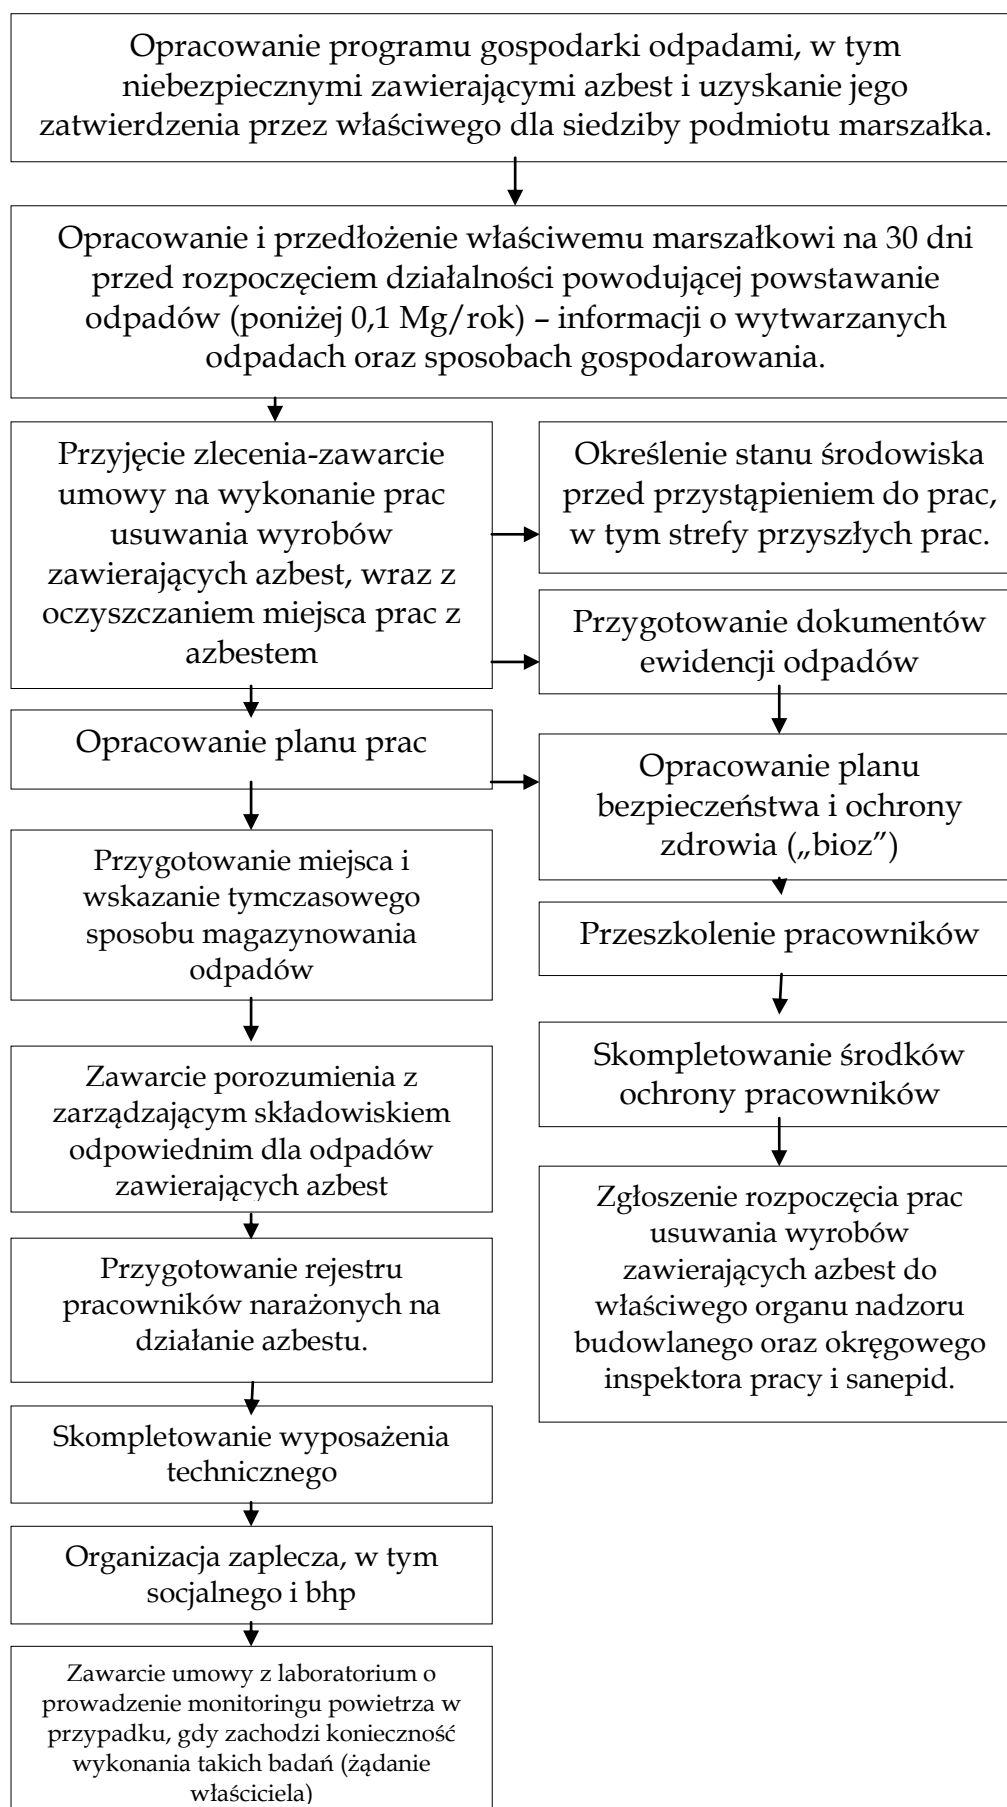 Opracowanie programu gospodarki odpadami, w tym
niebezpiecznymi zawierającymi azbest i uzyskanie jego
zatwierdzenia przez właściwego dla siedziby podmiotu marszałka.
Opracowanie i przedłożenie właściwemu marszałkowi na 30 dni
przed rozpoczęciem działalności powodującej powstawanie
odpadów (poniżej 0,1 Mg/rok) – informacji o wytwarzanych
odpadach oraz sposobach gospodarowania.
Przyjęcie zlecenia-zawarcie
umowy na wykonanie prac
usuwania wyrobów
zawierających azbest, wraz z
oczyszczaniem miejsca prac z
azbestem
Określenie stanu środowiska
przed przystąpieniem do prac,
w tym strefy przyszłych prac.
Przygotowanie dokumentów
ewidencji odpadów
Opracowanie planu prac
Opracowanie planu
bezpieczeństwa i ochrony
zdrowia („bioz”)
Przygotowanie miejsca i
wskazanie tymczasowego
sposobu magazynowania
odpadów
Przeszkolenie pracowników
Skompletowanie środków
ochrony pracowników
Zawarcie porozumienia z
zarządzającym składowiskiem
odpowiednim dla odpadów
zawierających azbest
Zgłoszenie rozpoczęcia prac
usuwania wyrobów
zawierających azbest do
właściwego organu nadzoru
budowlanego oraz okręgowego
inspektora pracy i sanepid.
Przygotowanie rejestru
pracowników narażonych na
działanie azbestu.
Skompletowanie wyposażenia
technicznego
Organizacja zaplecza, w tym
socjalnego i bhp
Zawarcie umowy z laboratorium o
prowadzenie monitoringu powietrza w
przypadku, gdy zachodzi konieczność
wykonania takich badań (żądanie
właściciela)